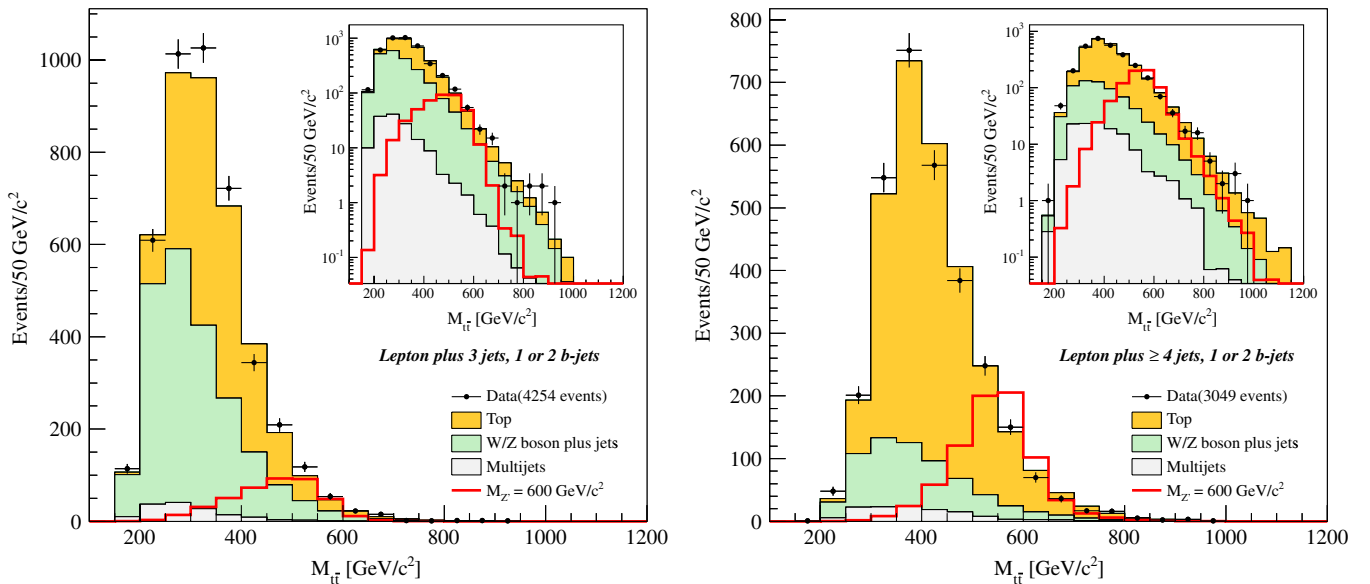 Events/50 GeV/c²
1000
800
600
400
200
0
200 400 600 800 1000 1200
M_tt̄ [GeV/c²]
Events/50 GeV/c²
10³
10²
10
1
10⁻¹
200 400 600 800 1000 1200
M_tt̄ [GeV/c²]
Lepton plus 3 jets, 1 or 2 b-jets
Data(4254 events)
Top
W/Z boson plus jets
Multijets
M_Z' = 600 GeV/c²
Events/50 GeV/c²
800
700
600
500
400
300
200
100
0
200 400 600 800 1000 1200
M_tt̄ [GeV/c²]
Events/50 GeV/c²
10³
10²
10
1
10⁻¹
200 400 600 800 1000 1200
M_tt̄ [GeV/c²]
Lepton plus ≥ 4 jets, 1 or 2 b-jets
Data(3049 events)
Top
W/Z boson plus jets
Multijets
M_Z' = 600 GeV/c²